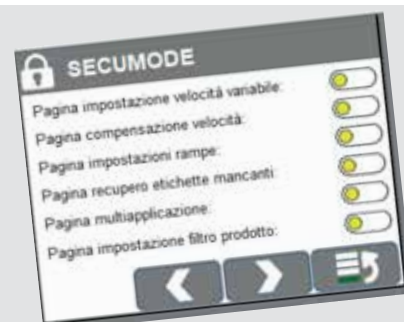 SECUMODE
Pagina impostazione velocità variabile:
Pagina compensazione velocità:
Pagina impostazioni rampe:
Pagina recupero etichette mancanti:
Pagina multiapplicazione:
Pagina impostazione filtro prodotto: